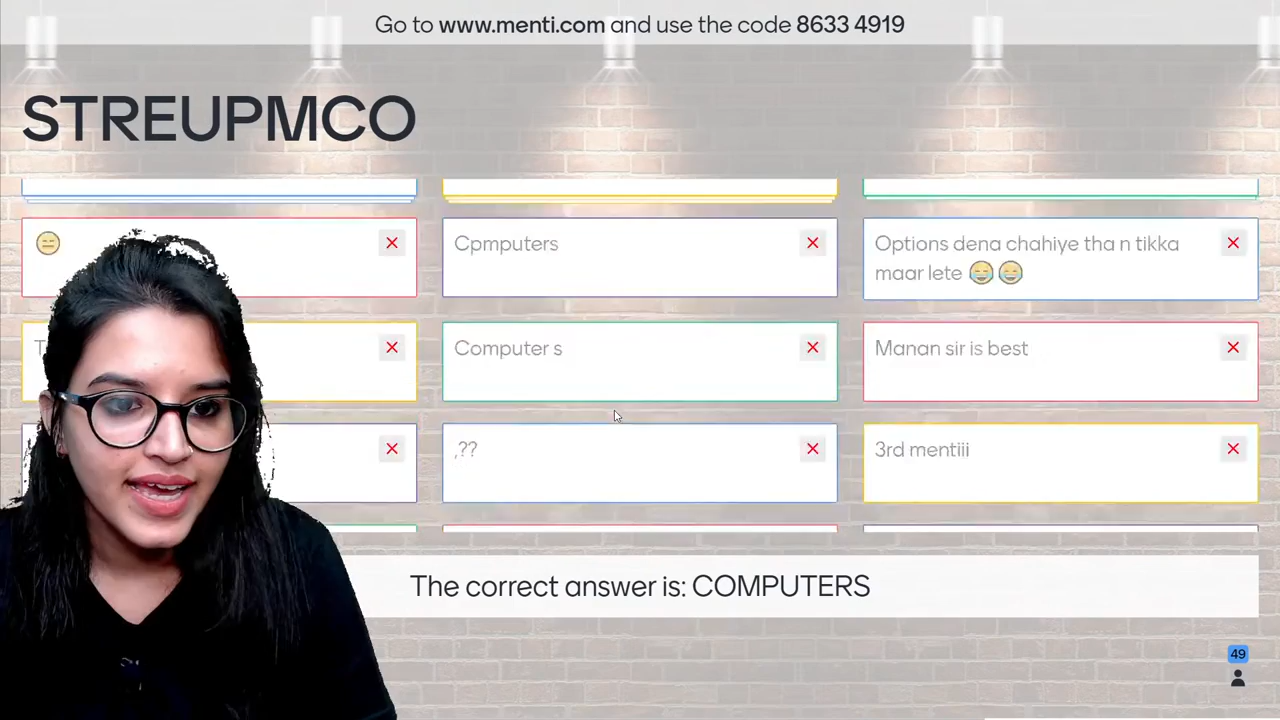 Go to www.menti.com and use the code 8633 4919
STREUPMCO
😑
Cpmputers
Options dena chahiye tha n tikka
maar lete 😂😂
Computer s
Manan sir is best
,??
3rd mentiii
The correct answer is: COMPUTERS
49